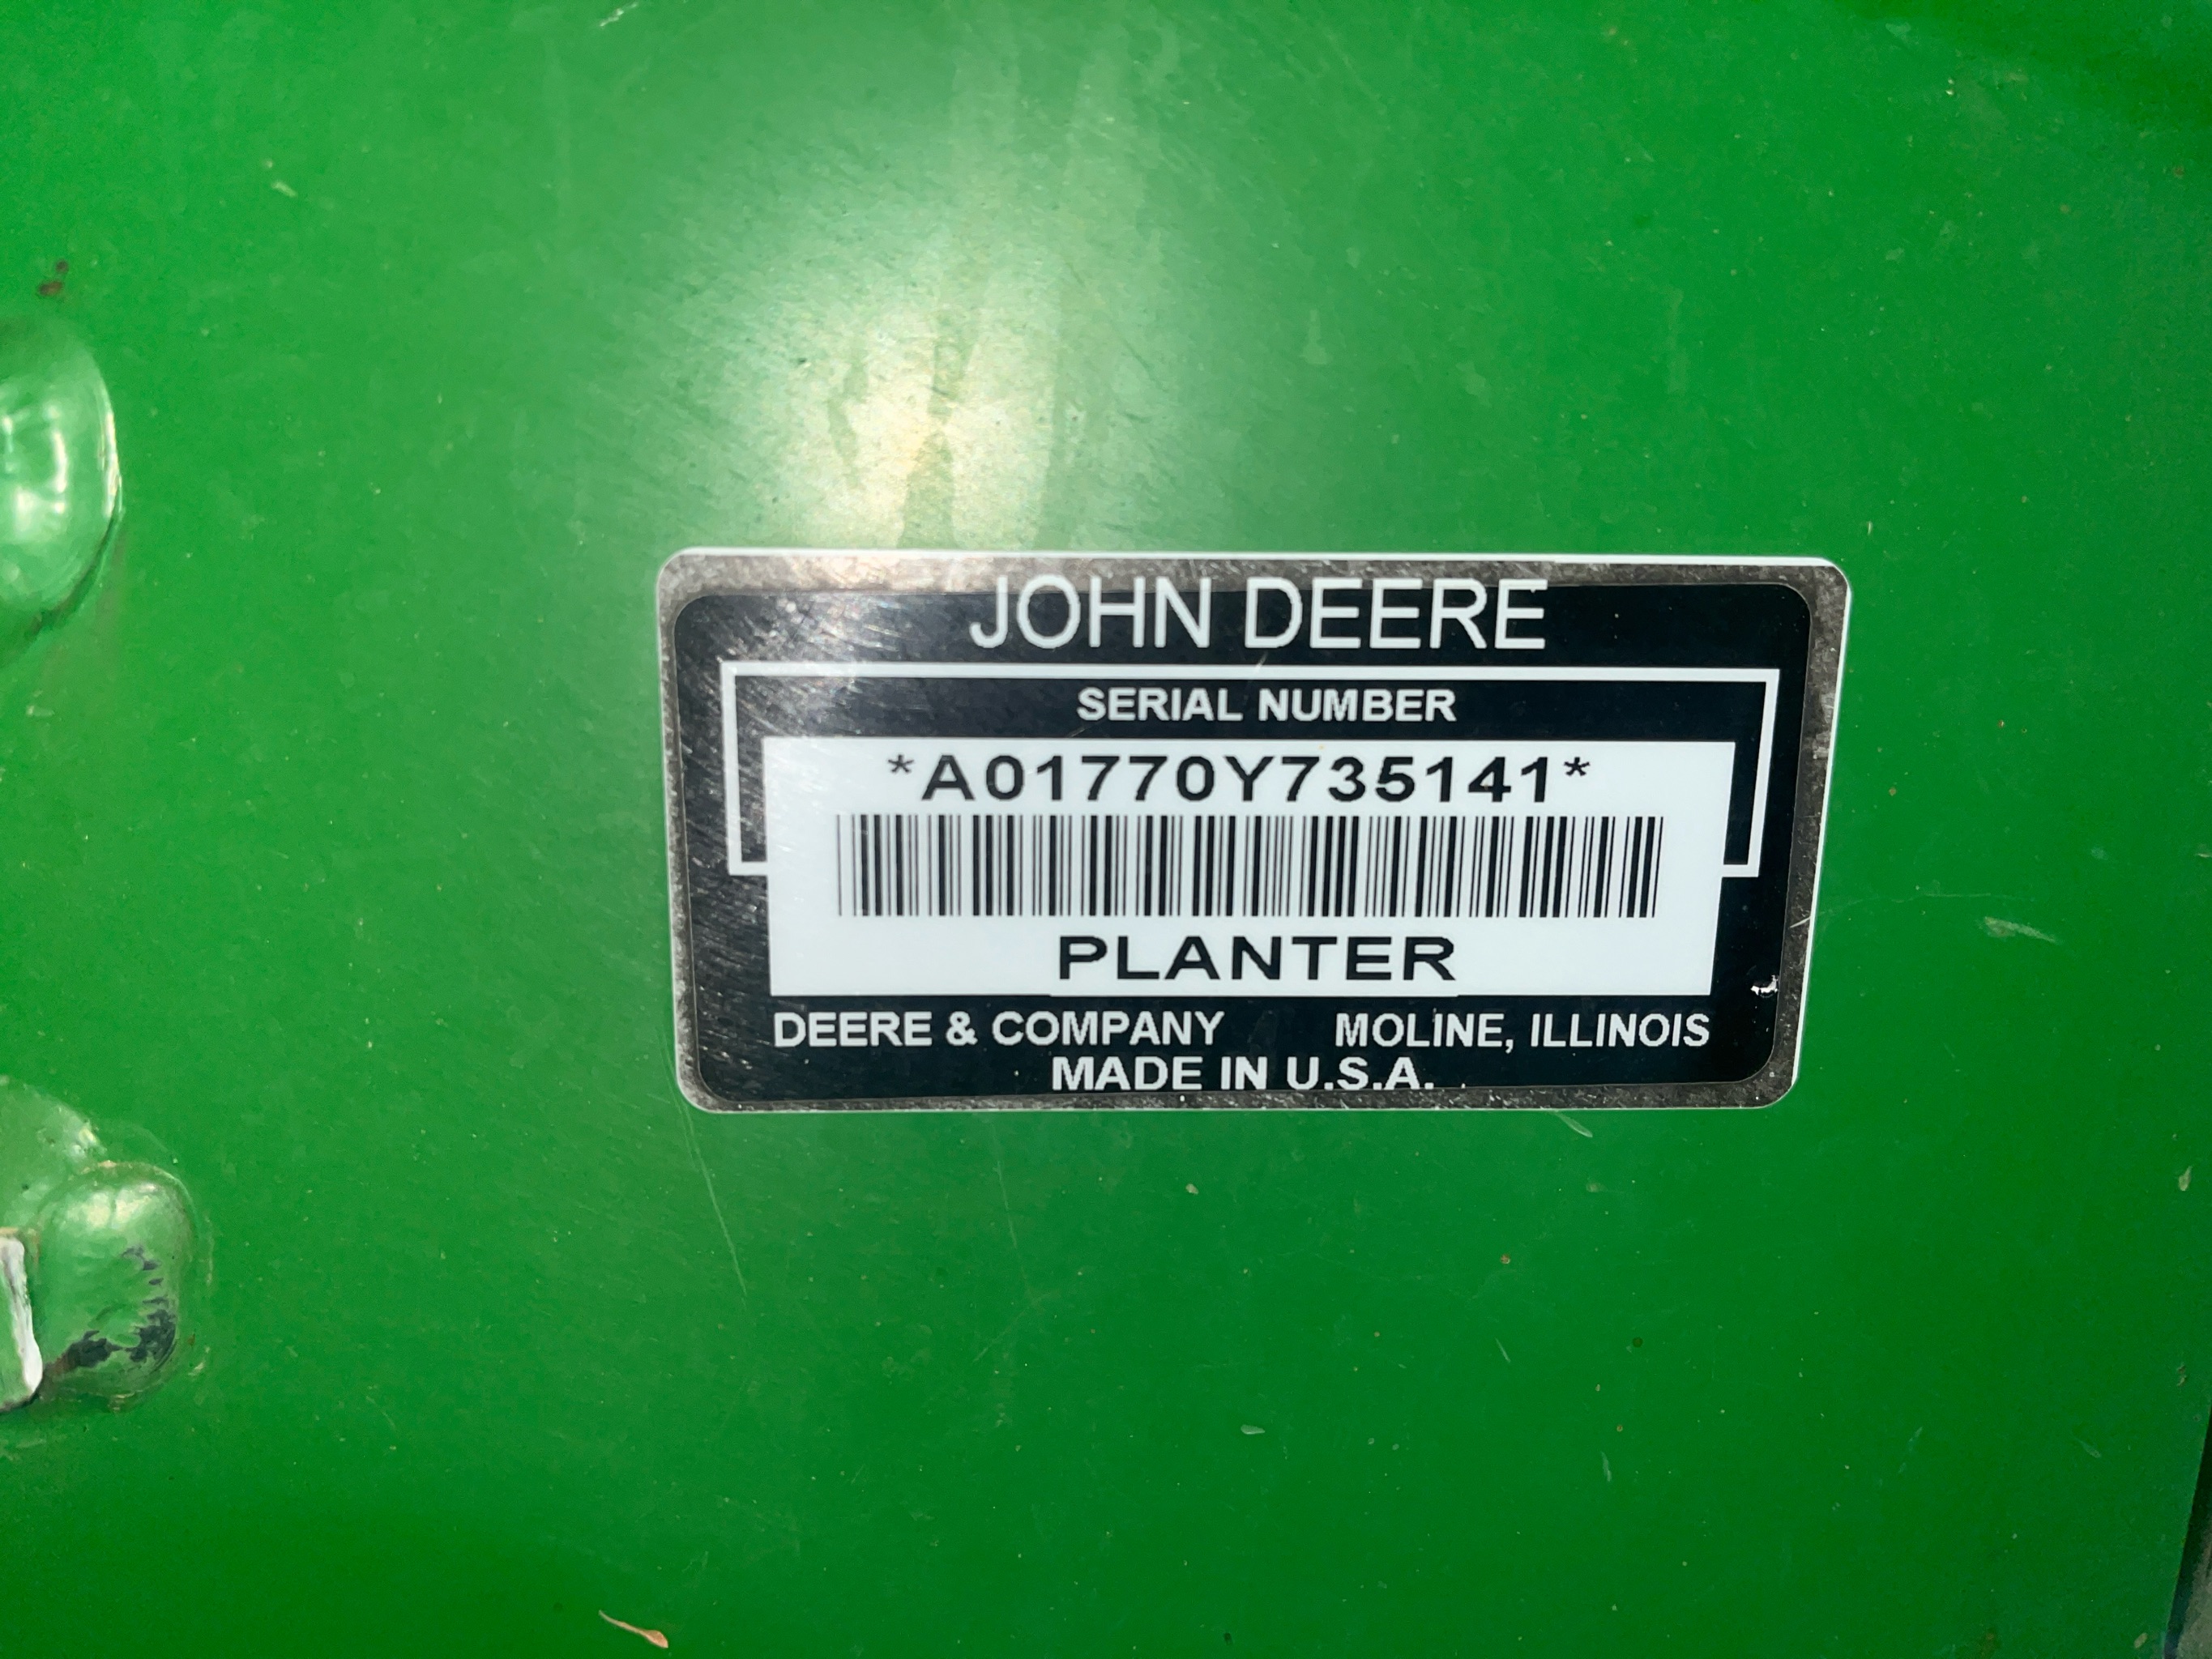 JOHN DEERE
SERIAL NUMBER
*A01770Y735141*
PLANTER
DEERE & COMPANY MOLINE, ILLINOIS
MADE IN U.S.A.